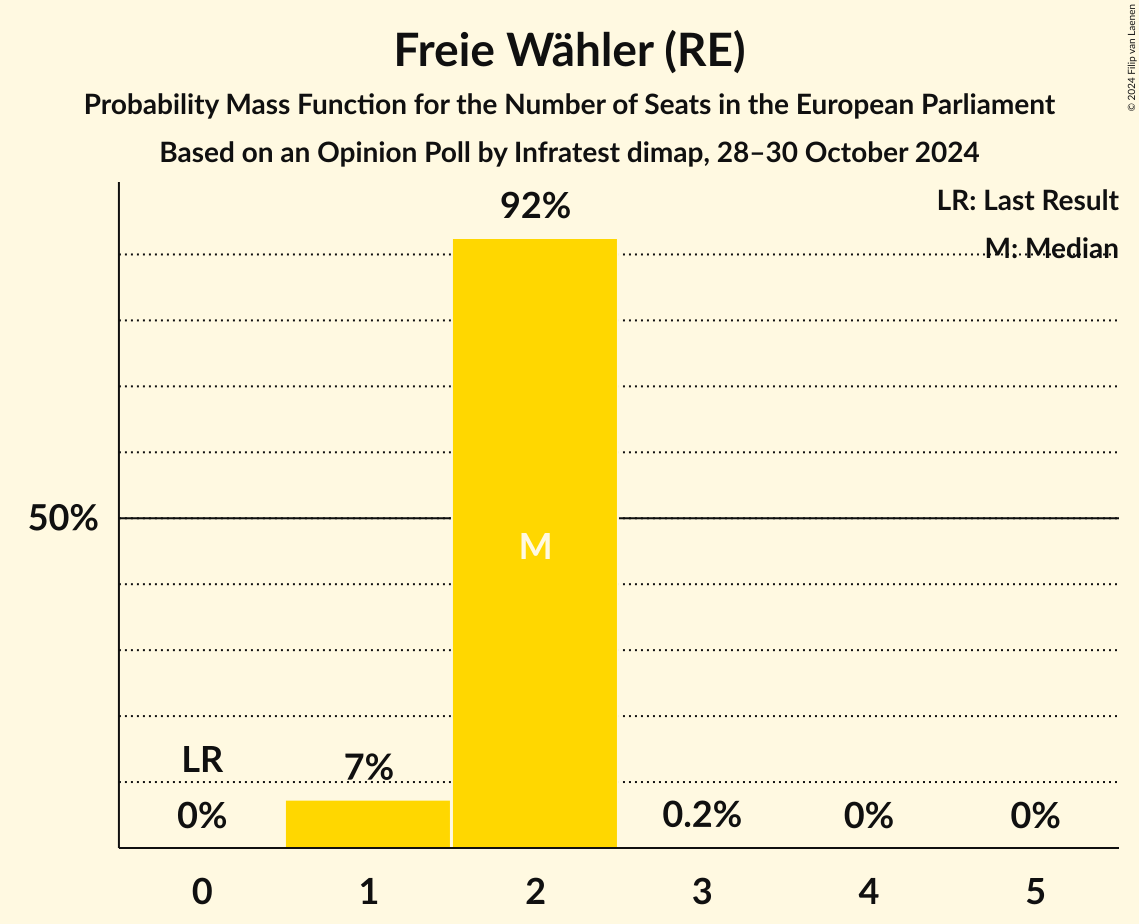 Freie Wähler (RE)
Probability Mass Function for the Number of Seats in the European Parliament
Based on an Opinion Poll by Infratest dimap, 28–30 October 2024
© 2024 Filip van Laenen
LR: Last Result
M: Median
92%
50%
M
LR
7%
0%
0.2%
0%
0%
0 1 2 3 4 5